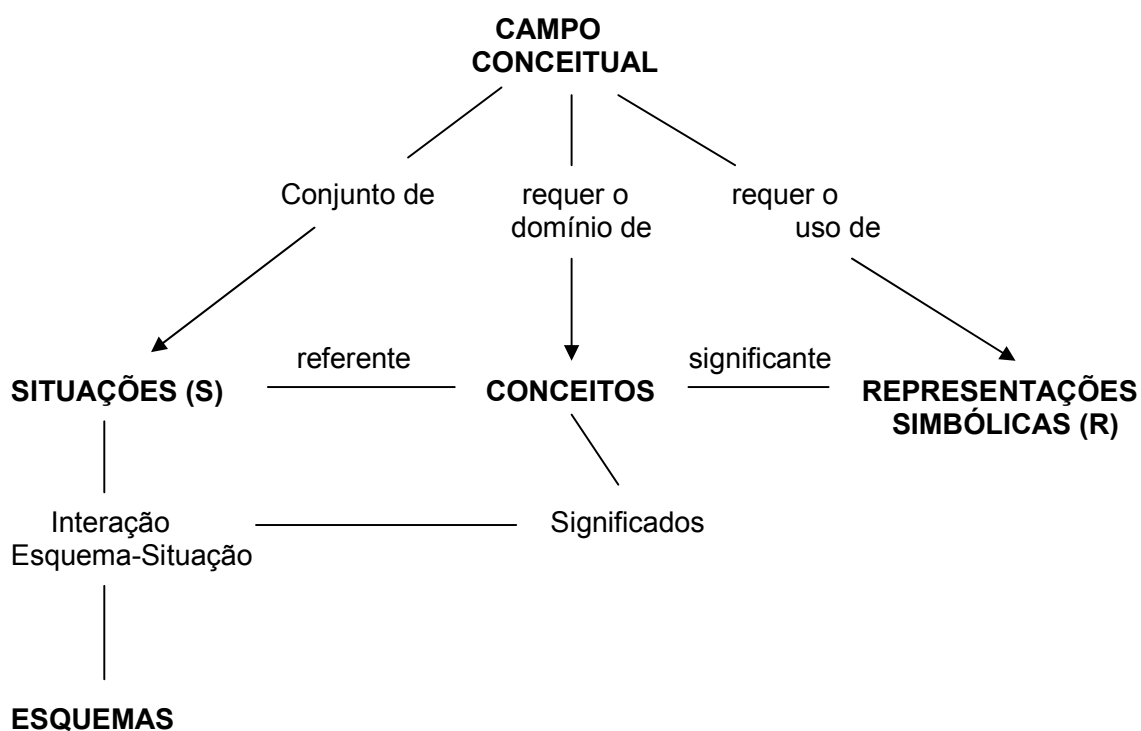 CAMPO
CONCEITUAL
Conjunto de
requer o
domínio de
requer o
uso de
referente
significante
SITUAÇÕES (S)
CONCEITOS
REPRESENTAÇÕES
SIMBÓLICAS (R)
Interação
Esquema-Situação
Significados
ESQUEMAS